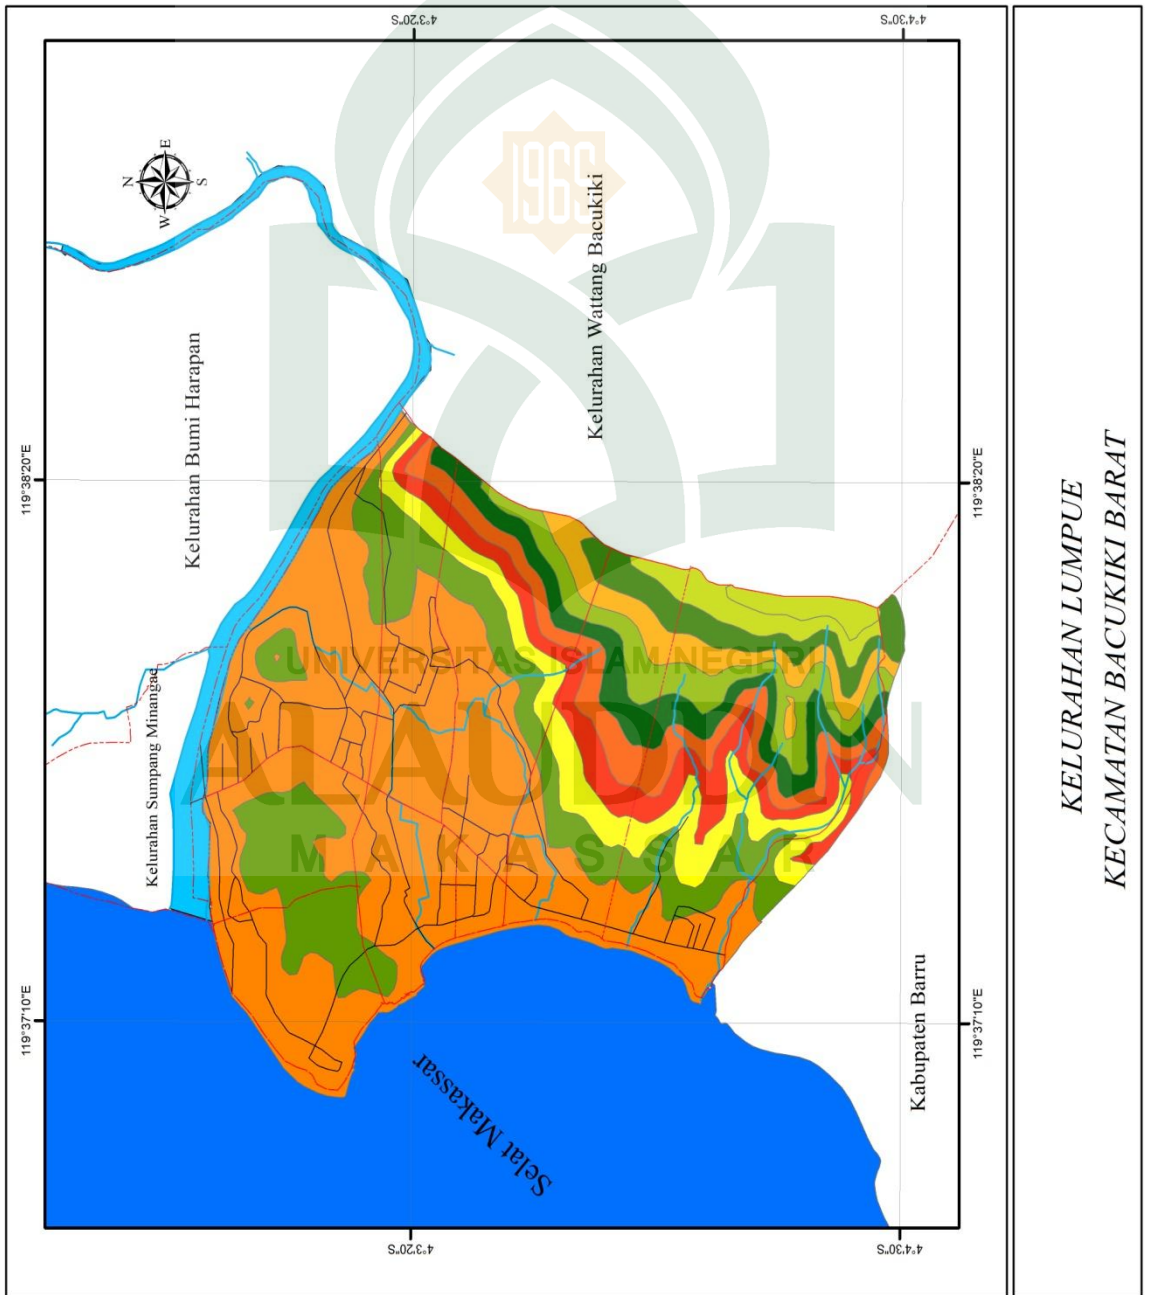 4°3'20"S
4°4'30"S
N
E
W
S
1969
Kelurahan Wattang Bacukiki
Kelurahan Bumi Harapan
119°38'20"E
119°38'20"E
Kelurahan Sumpang Minangae
UNIVERSITAS ISLAM NEGERI
ALAUDDIN
MAKASSAR
119°37'10"E
119°37'10"E
Selat Makassar
Kabupaten Barru
4°3'20"S
4°4'30"S
KELURAHAN LUMPUE
KECAMATAN BACUKIKI BARAT